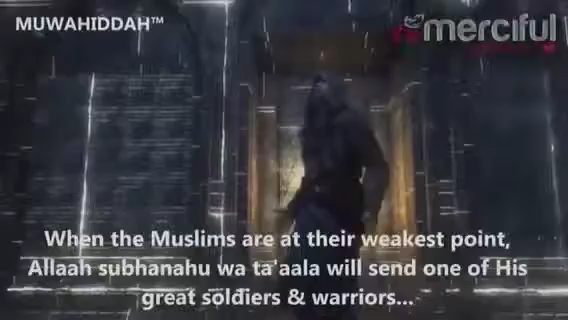 MUWAHIDDAH™
merciful
When the Muslims are at their weakest point,
Allaah subhanahu wa ta'aala will send one of His
great soldiers & warriors...